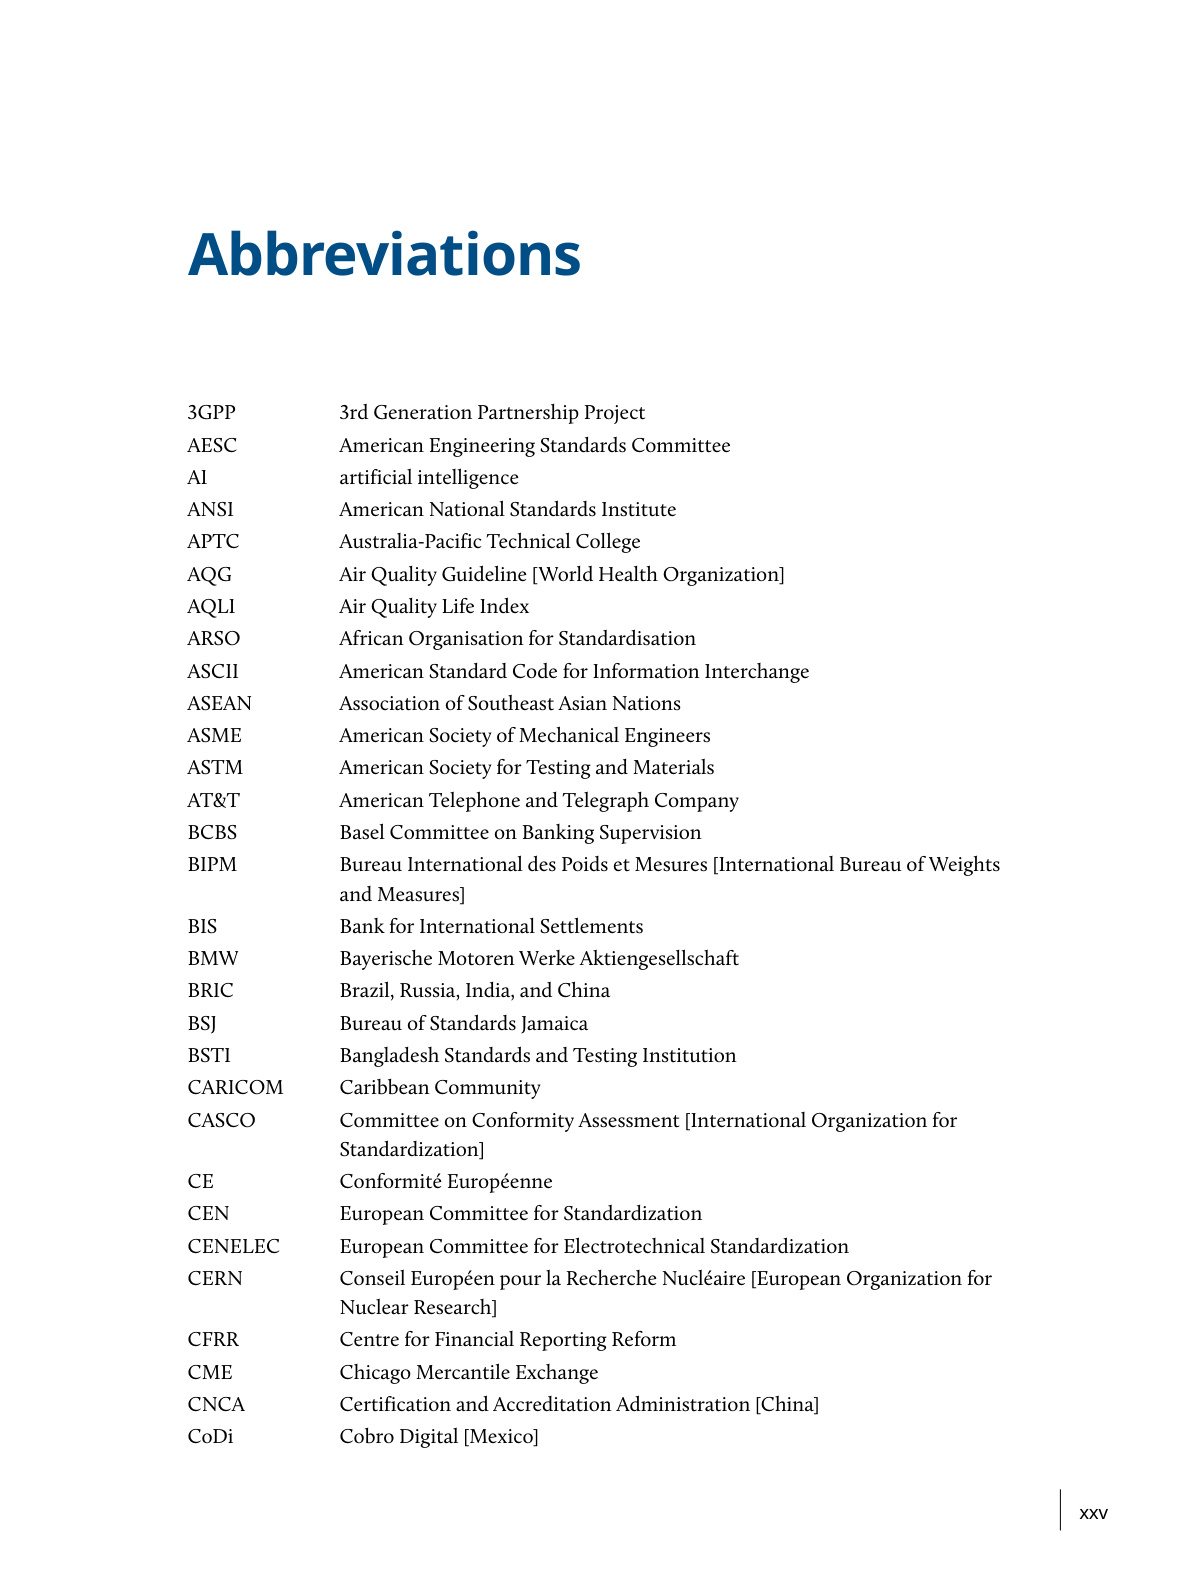 Abbreviations
3GPP 3rd Generation Partnership Project
AESC American Engineering Standards Committee
AI artificial intelligence
ANSI American National Standards Institute
APTC Australia-Pacific Technical College
AQG Air Quality Guideline [World Health Organization]
AQLI Air Quality Life Index
ARSO African Organisation for Standardisation
ASCII American Standard Code for Information Interchange
ASEAN Association of Southeast Asian Nations
ASME American Society of Mechanical Engineers
ASTM American Society for Testing and Materials
AT&T American Telephone and Telegraph Company
BCBS Basel Committee on Banking Supervision
BIPM Bureau International des Poids et Mesures [International Bureau of Weights
and Measures]
BIS Bank for International Settlements
BMW Bayerische Motoren Werke Aktiengesellschaft
BRIC Brazil, Russia, India, and China
BSJ Bureau of Standards Jamaica
BSTI Bangladesh Standards and Testing Institution
CARICOM Caribbean Community
CASCO Committee on Conformity Assessment [International Organization for
Standardization]
CE Conformité Européenne
CEN European Committee for Standardization
CENELEC European Committee for Electrotechnical Standardization
CERN Conseil Européen pour la Recherche Nucléaire [European Organization for
Nuclear Research]
CFRR Centre for Financial Reporting Reform
CME Chicago Mercantile Exchange
CNCA Certification and Accreditation Administration [China]
CoDi Cobro Digital [Mexico]
xxv